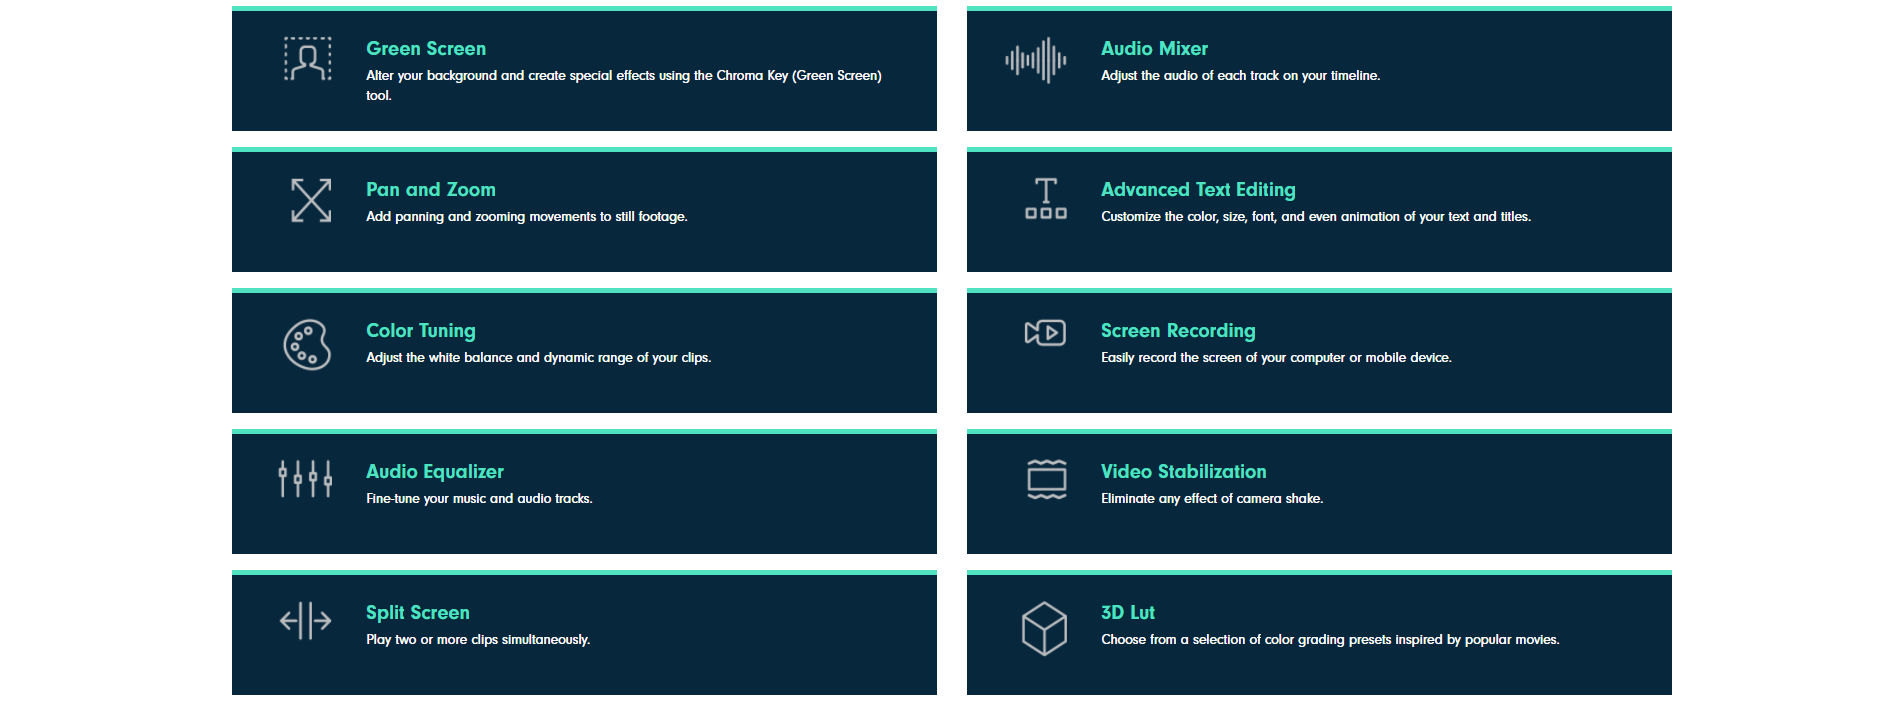 Green Screen
Alter your background and create special effects using the Chroma Key (Green Screen)
tool.
Audio Mixer
Adjust the audio of each track on your timeline.
Pan and Zoom
Add panning and zooming movements to still footage.
Advanced Text Editing
Customize the color, size, font, and even animation of your text and titles.
Color Tuning
Adjust the white balance and dynamic range of your clips.
Screen Recording
Easily record the screen of your computer or mobile device.
Audio Equalizer
Fine-tune your music and audio tracks.
Video Stabilization
Eliminate any effect of camera shake.
Split Screen
Play two or more clips simultaneously.
3D Lut
Choose from a selection of color grading presets inspired by popular movies.